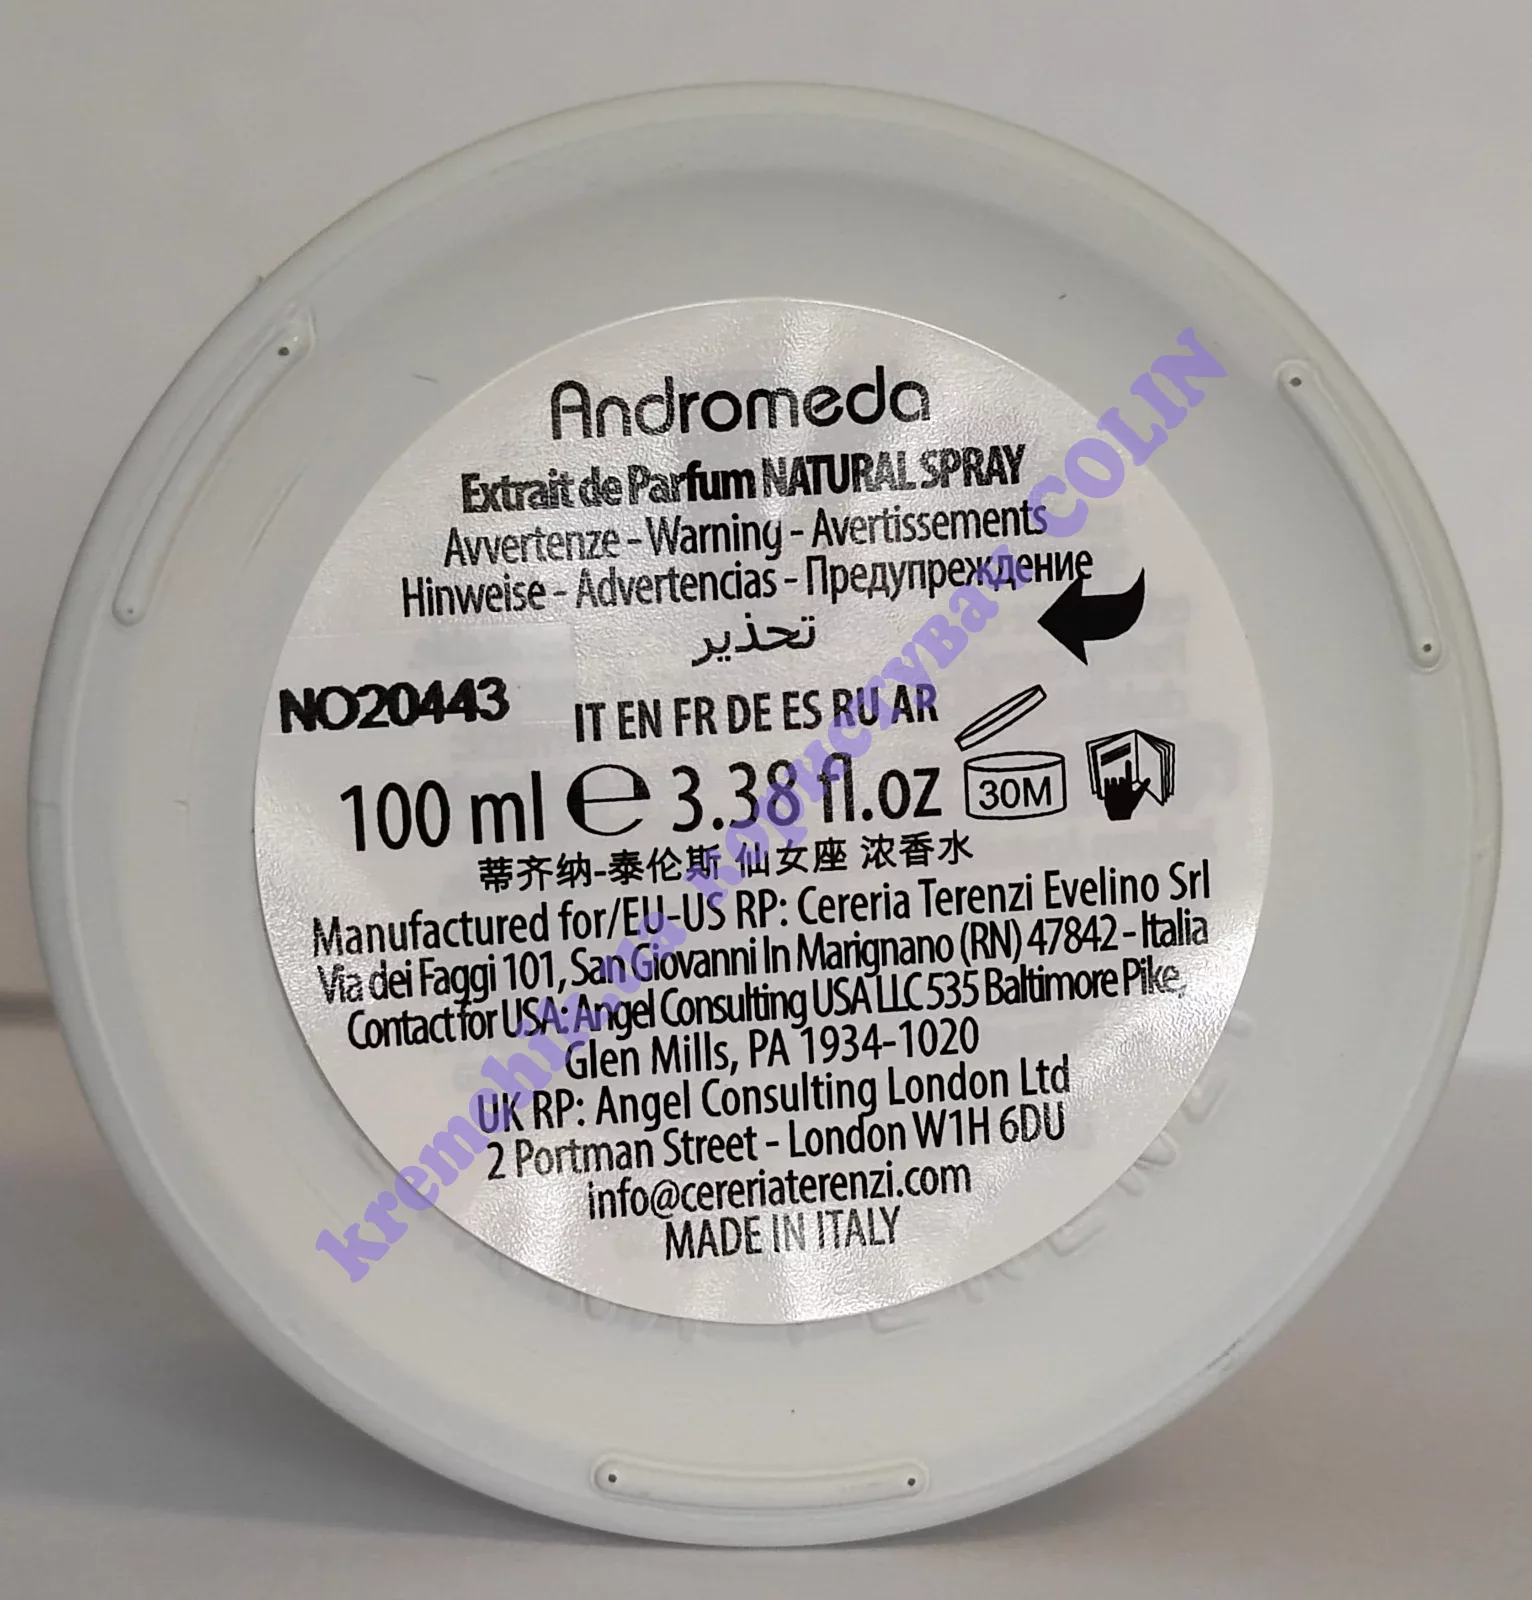 Andromeda
Extrait de Parfum NATURAL SPRAY
Avvertenze - Warning - Avertissements
Hinweise - Advertencias - Предупреждение
تحذير
NO20443
IT EN FR DE ES RU AR
100 ml e 3.38 fl.oz 30M
蒂齐纳-泰伦斯 仙女座 浓香水
Manufactured for/EU-US RP: Cereria Terenzi Evelino Srl
Via dei Faggi 101, San Giovanni In Marignano (RN) 47842 - Italia
Contact for USA: Angel Consulting USA LLC 535 Baltimore Pike,
Glen Mills, PA 1934-1020
UK RP: Angel Consulting London Ltd
2 Portman Street - London W1H 6DU
info@cereriaterenzi.com
MADE IN ITALY
kremchik.ua користувач COLIN